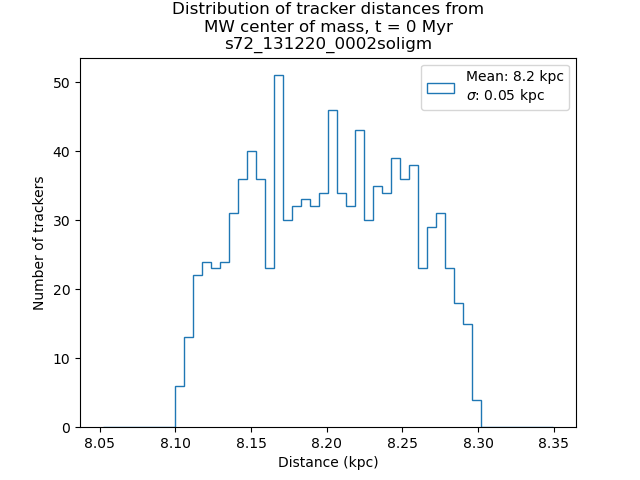 Distribution of tracker distances from
MW center of mass, t = 0 Myr
s72_131220_0002soligm
Mean: 8.2 kpc
σ: 0.05 kpc
Number of trackers
50
40
30
20
10
0
8.05 8.10 8.15 8.20 8.25 8.30 8.35
Distance (kpc)